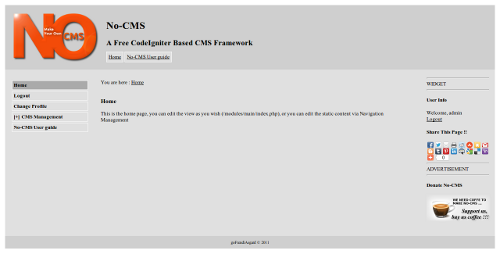 NO
Make
Your Own
CMS
No-CMS
A Free CodeIgniter Based CMS Framework
Home No-CMS User guide
Home
Logout
Change Profile
[+] CMS Management
No-CMS User guide
You are here : Home
Home
This is the home page, you can edit the view as you wish (/modules/main/index.php), or you can edit the static content via Navigation
Management
WIDGET
User Info
Welcome, admin
Logout
Share This Page !!
0
ADVERTISEMENT
Donate No-CMS
WE NEED COFFEE TO
MAKE NO-CMS ...
Support us,
buy us coffee !!!
goFrendiAsgard © 2011